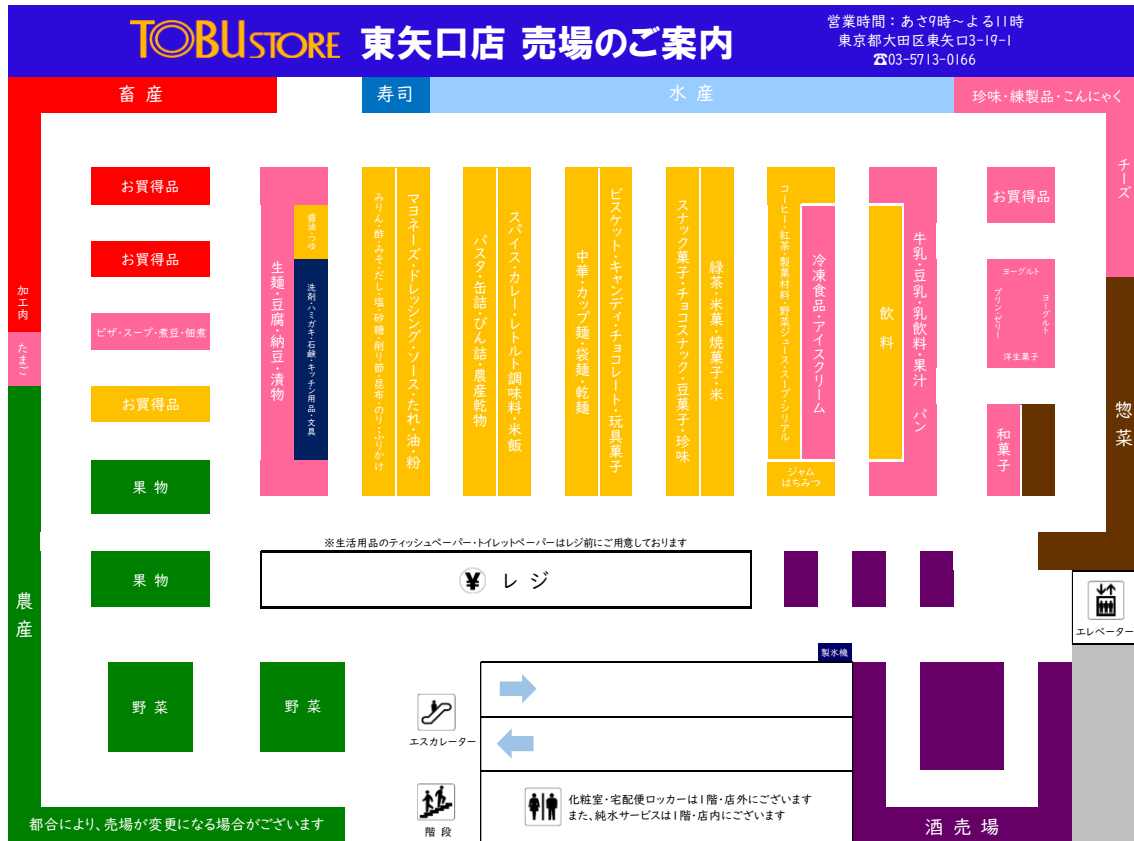 TOBU STORE 東矢口店 売場のご案内
営業時間：あさ9時～よる11時
東京都大田区東矢口3-19-1
☎03-5713-0166
畜産
寿司
水産
珍味・練製品・こんにゃく
チーズ
加工肉
たまご
農産
お買得品
お買得品
ピザ・スープ・煮豆・佃煮
お買得品
果物
果物
野菜
野菜
生麺・豆腐・納豆・漬物
醤油・つゆ
洗剤・ハミガキ・石鹸・キッチン用品・文具
みりん・酢・みそ・だし・塩・砂糖・削り節・昆布・のり・ふりかけ
マヨネーズ・ドレッシング・ソース・たれ・油・粉
パスタ・缶詰・びん詰・農産乾物
スパイス・カレー・レトルト調味料・米飯
中華・カップ麺・袋麺・乾麺
ビスケット・キャンディ・チョコレート・玩具菓子
スナック菓子・チョコスナック・豆菓子・珍味
緑茶・米菓・焼菓子・米
コーヒー・紅茶・製菓材料・野菜ジュース・スープ・シリアル
冷凍食品・アイスクリーム
ジャム
はちみつ
飲料
牛乳・豆乳・乳飲料・果汁 パン
お買得品
ヨーグルト
プリン・ゼリー
ヨーグルト
洋生菓子
和菓子
惣菜
※生活用品のティッシュペーパー・トイレットペーパーはレジ前にご用意しております
¥ レジ
エレベーター
製氷機
エスカレーター
階段
化粧室・宅配便ロッカーは1階・店外にございます
また、純水サービスは1階・店内にございます
酒売場
都合により、売場が変更になる場合がございます